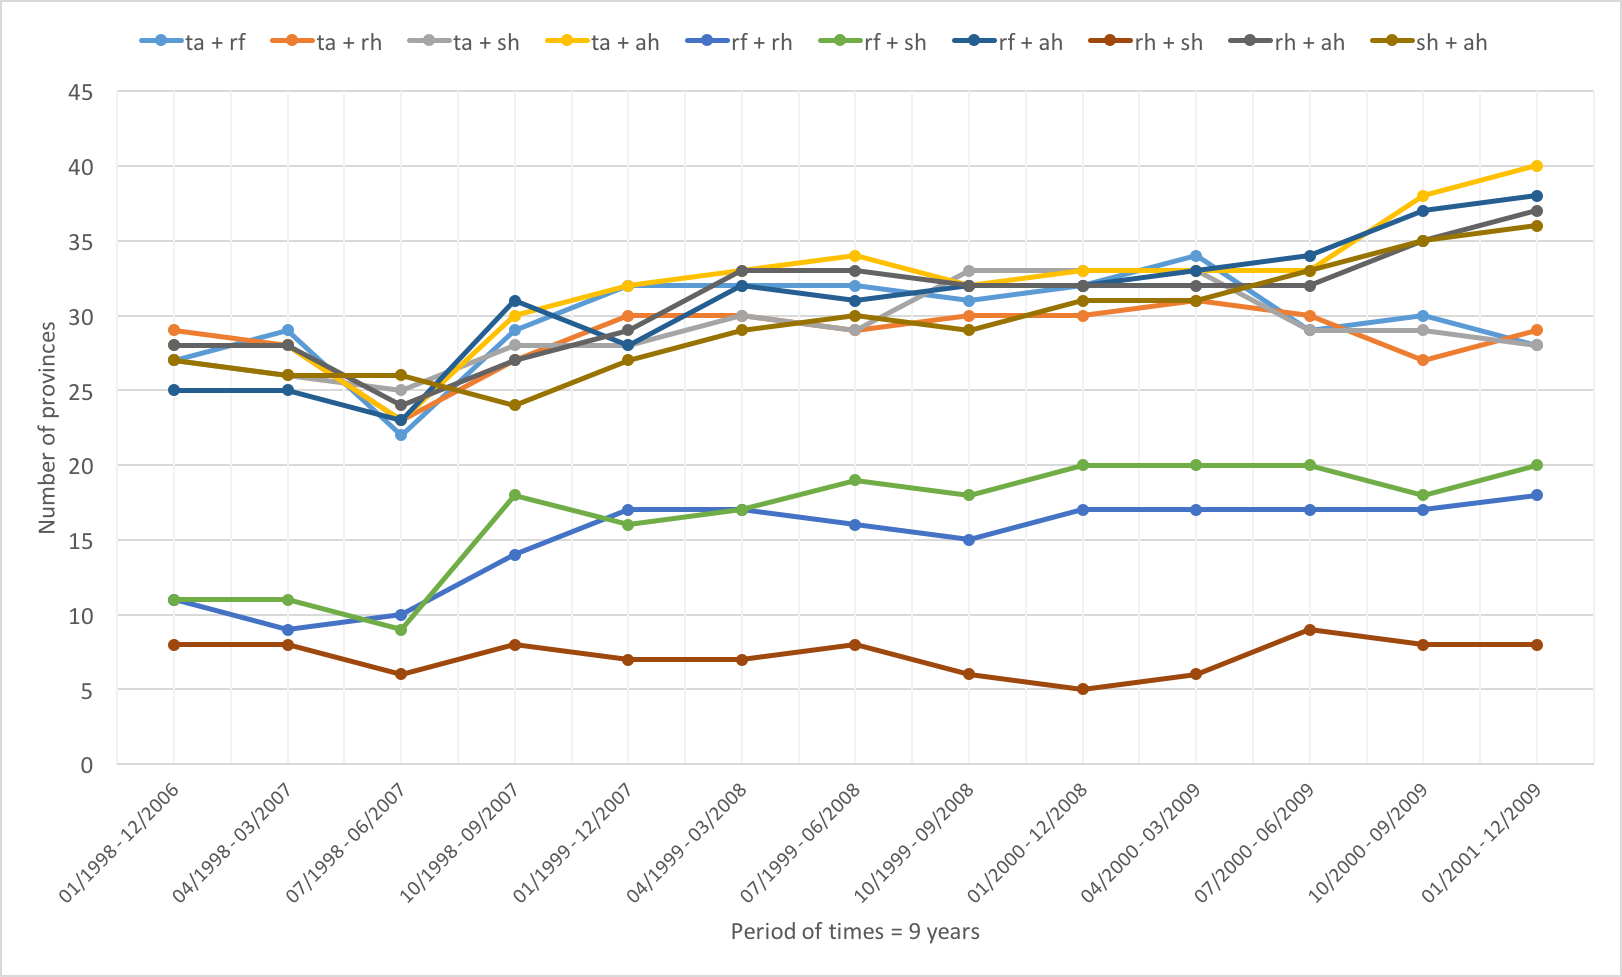 ta + rf ta + rh ta + sh ta + ah rf + rh rf + sh rf + ah rh + sh rh + ah sh + ah
45
40
35
30
25
20
15
10
5
0
Number of provinces
01/1998 - 12/2006
04/1998 - 03/2007
07/1998 - 06/2007
10/1998 - 09/2007
01/1999 - 12/2007
04/1999 - 03/2008
07/1999 - 06/2008
10/1999 - 09/2008
01/2000 - 12/2008
04/2000 - 03/2009
07/2000 - 06/2009
10/2000 - 09/2009
01/2001 - 12/2009
Period of times = 9 years